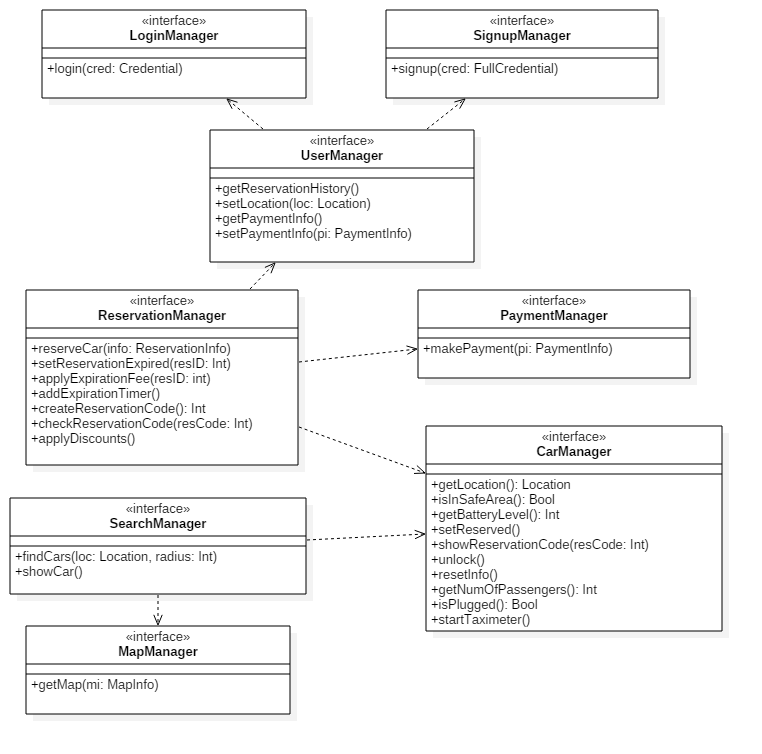 «interface»
LoginManager
+login(cred: Credential)
«interface»
SignupManager
+signup(cred: FullCredential)
«interface»
UserManager
+getReservationHistory()
+setLocation(loc: Location)
+getPaymentInfo()
+setPaymentInfo(pi: PaymentInfo)
«interface»
ReservationManager
+reserveCar(info: ReservationInfo)
+setReservationExpired(resID: Int)
+applyExpirationFee(resID: int)
+addExpirationTimer()
+createReservationCode(): Int
+checkReservationCode(resCode: Int)
+applyDiscounts()
«interface»
PaymentManager
+makePayment(pi: PaymentInfo)
«interface»
CarManager
+getLocation(): Location
+isInSafeArea(): Bool
+getBatteryLevel(): Int
+setReserved()
+showReservationCode(resCode: Int)
+unlock()
+resetInfo()
+getNumOfPassengers(): Int
+isPlugged(): Bool
+startTaximeter()
«interface»
SearchManager
+findCars(loc: Location, radius: Int)
+showCar()
«interface»
MapManager
+getMap(mi: MapInfo)